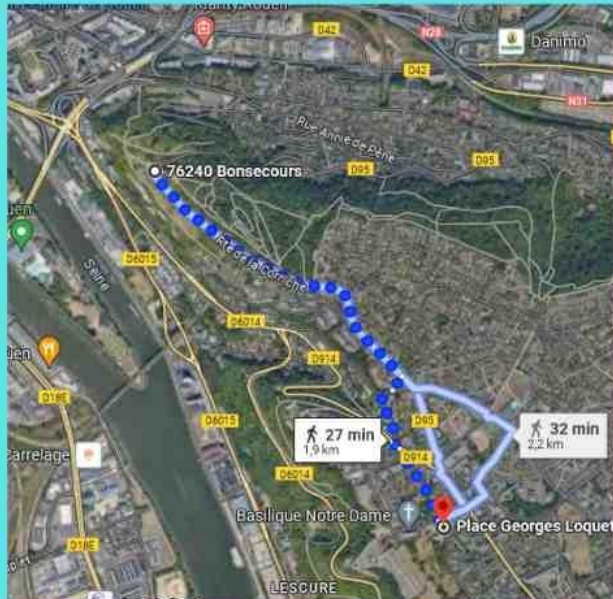 D42
N28
Danimo
D42
N31
Rue Annie de Pène
D95
D95
76240 Bonsecours
Rte de la Corniche
Seine
D6015
D6014
D914
D18E
27 min
1,9 km
D95
32 min
2,2 km
D6015
D914
Carrelage
D6014
Basilique Notre Dame
Place Georges Loquet
D18E
LESCURE